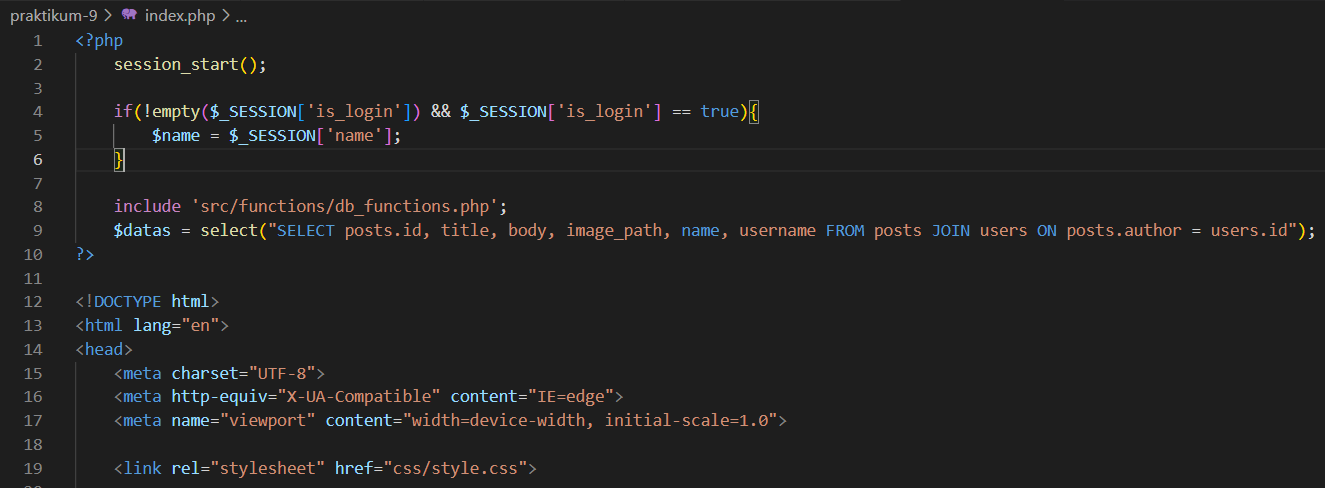 praktikum-9 > index.php > ...
1 <?php
2 session_start();
3
4 if(!empty($_SESSION['is_login']) && $_SESSION['is_login'] == true){
5 $name = $_SESSION['name'];
6 }
7
8 include 'src/functions/db_functions.php';
9 $datas = select("SELECT posts.id, title, body, image_path, name, username FROM posts JOIN users ON posts.author = users.id");
10 ?>
11
12 <!DOCTYPE html>
13 <html lang="en">
14 <head>
15 <meta charset="UTF-8">
16 <meta http-equiv="X-UA-Compatible" content="IE=edge">
17 <meta name="viewport" content="width=device-width, initial-scale=1.0">
18
19 <link rel="stylesheet" href="css/style.css">